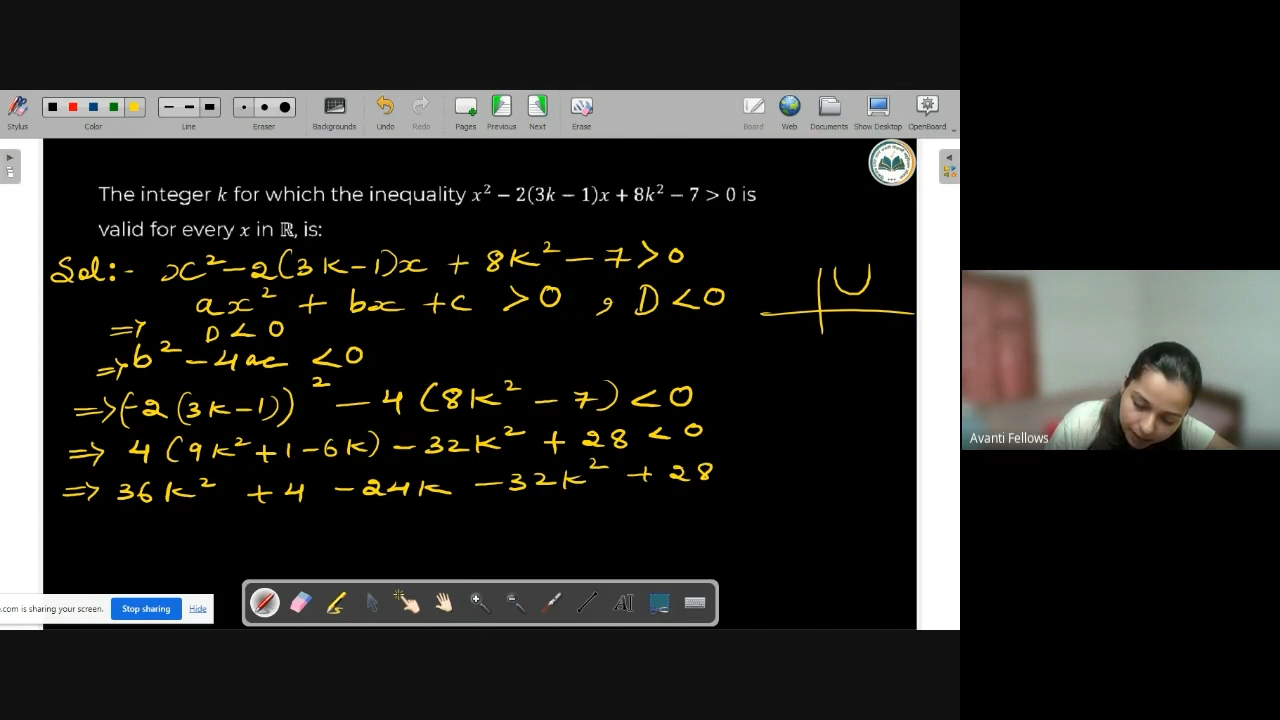 Stylus Color Line Eraser Backgrounds Undo Redo Pages Previous Next Erase Board Web Documents Show Desktop OpenBoard
The integer k for which the inequality x² − 2(3k − 1)x + 8k² − 7 > 0 is
valid for every x in ℝ, is:
Sol:- x² − 2(3k−1)x + 8k² − 7 > 0
ax² + bx + c > 0 , D < 0
⇒ D < 0
⇒ b² − 4ac < 0
⇒ (−2(3k−1))² − 4(8k² − 7) < 0
⇒ 4(9k² + 1 − 6k) − 32k² + 28 < 0
⇒ 36k² + 4 − 24k − 32k² + 28
Avanti Fellows
.com is sharing your screen. Stop sharing Hide